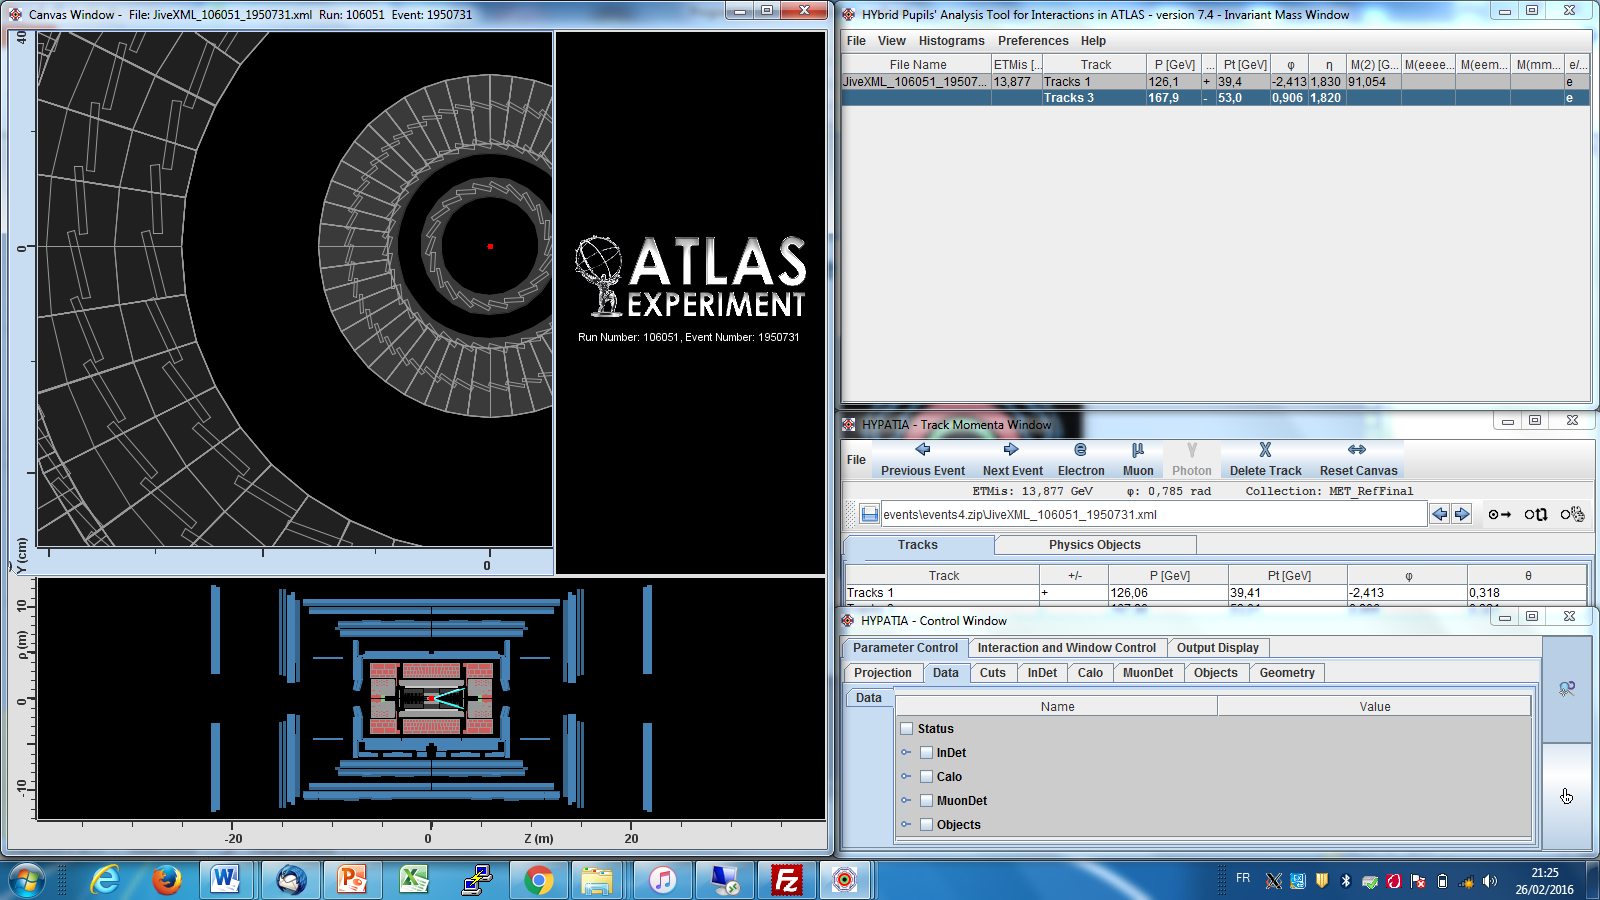 Canvas Window - File: JiveXML_106051_1950731.xml Run: 106051 Event: 1950731
40
0
Y (cm)
0
ATLAS
EXPERIMENT
Run Number: 106051, Event Number: 1950731
10
0
-10
ρ (m)
-20
0
Z (m)
20
HYbrid Pupils' Analysis Tool for Interactions in ATLAS - version 7.4 - Invariant Mass Window
File View Histograms Preferences Help
File Name ETMis [... Track P [GeV] ... Pt [GeV] φ η M(2) [G... M(eeee... M(eem... M(mm... e/...
JiveXML_106051_19507... 13,877 Tracks 1 126,1 + 39,4 -2,413 1,830 91,054 e
Tracks 3 167,9 - 53,0 0,906 1,820 e
HYPATIA - Track Momenta Window
File Previous Event Next Event Electron Muon Photon Delete Track Reset Canvas
e μ γ X
ETMis: 13,877 GeV φ: 0,785 rad Collection: MET_RefFinal
events\events4.zip\JiveXML_106051_1950731.xml
Tracks Physics Objects
Track +/- P [GeV] Pt [GeV] φ θ
Tracks 1 + 126,06 39,41 -2,413 0,318
HYPATIA - Control Window
Parameter Control Interaction and Window Control Output Display
Projection Data Cuts InDet Calo MuonDet Objects Geometry
Data
Name Value
Status
InDet
Calo
MuonDet
Objects
FR
21:25
26/02/2016